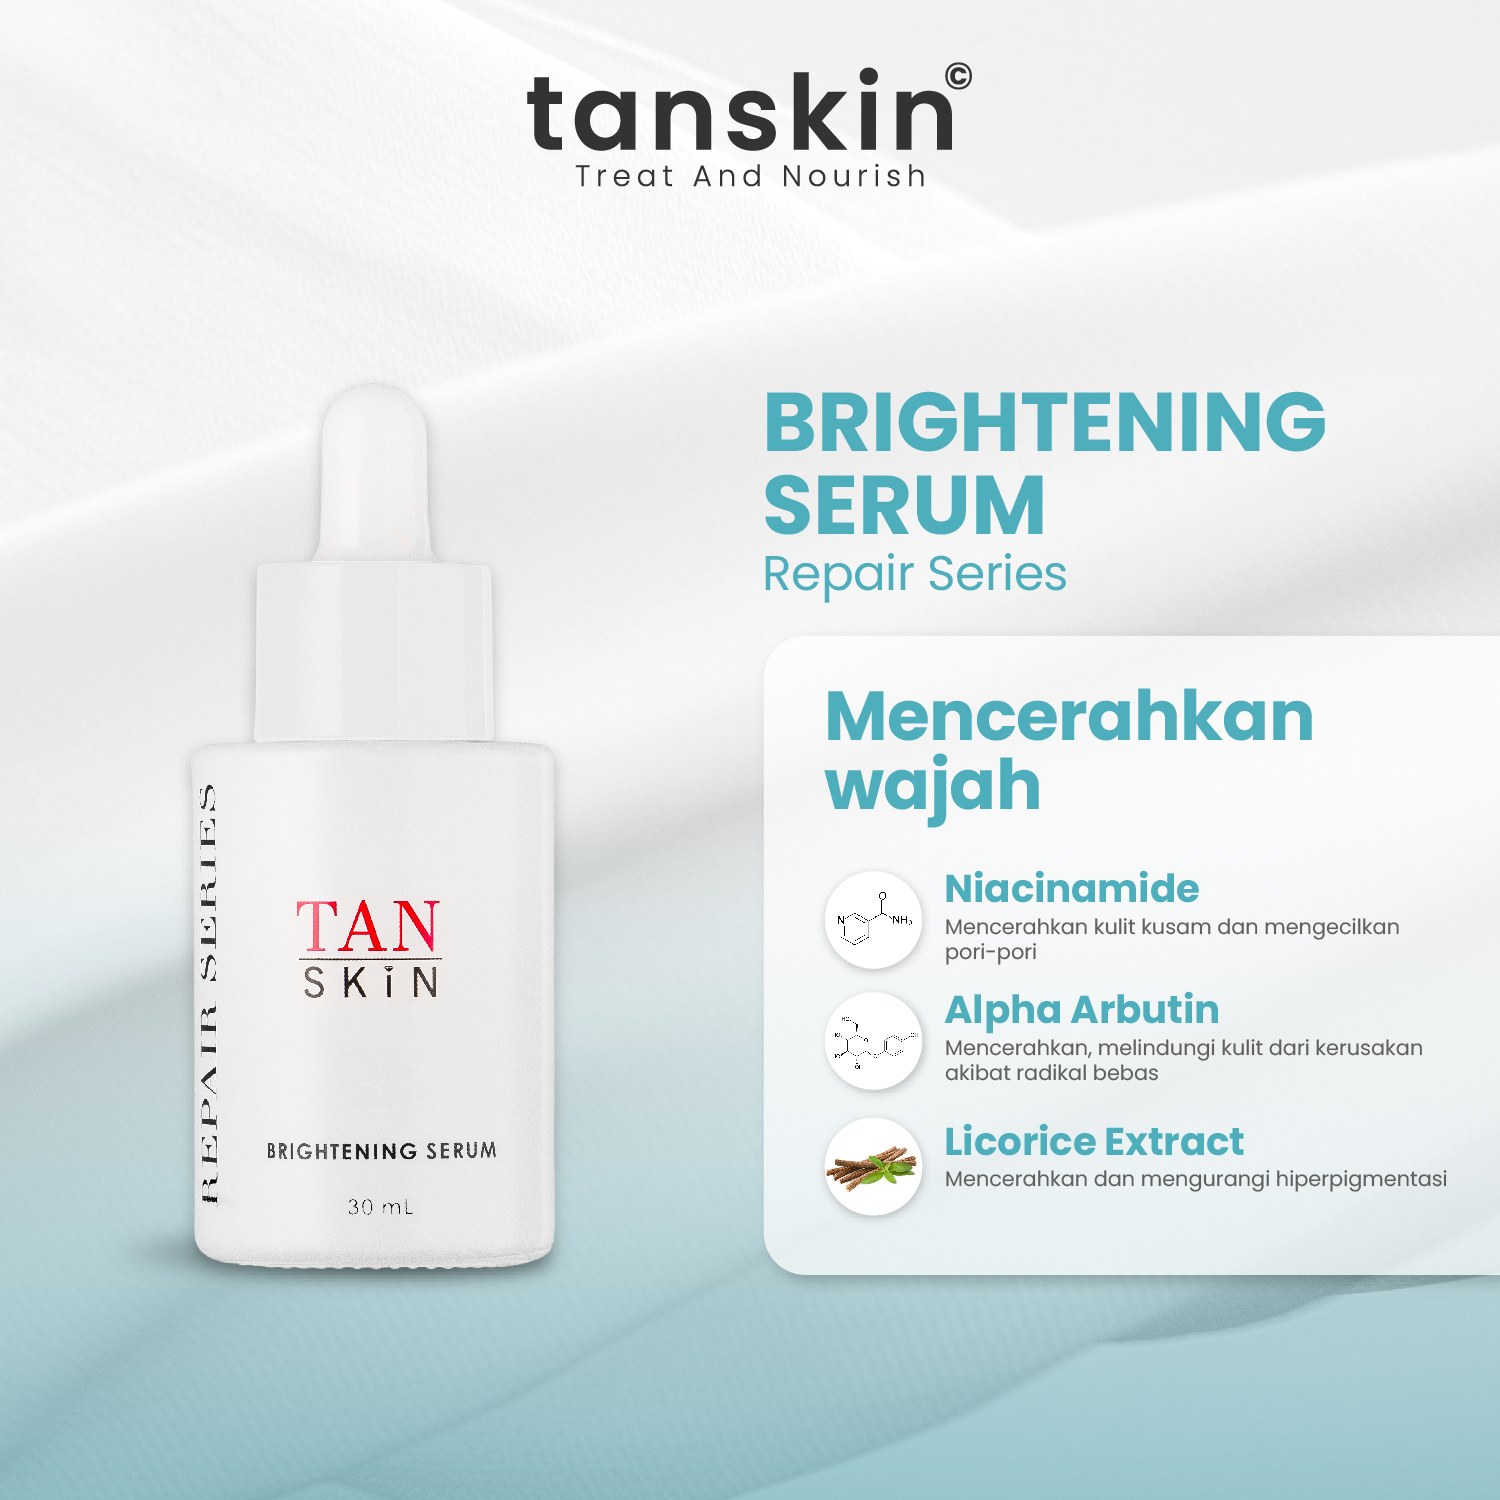 tanskin©
Treat And Nourish
BRIGHTENING
SERUM
Repair Series
Mencerahkan
wajah
Niacinamide
Mencerahkan kulit kusam dan mengecilkan
pori-pori
Alpha Arbutin
Mencerahkan, melindungi kulit dari kerusakan
akibat radikal bebas
Licorice Extract
Mencerahkan dan mengurangi hiperpigmentasi
REPAIR SERIES
TAN
SKiN
BRIGHTENING SERUM
30 mL
N
O
NH₂